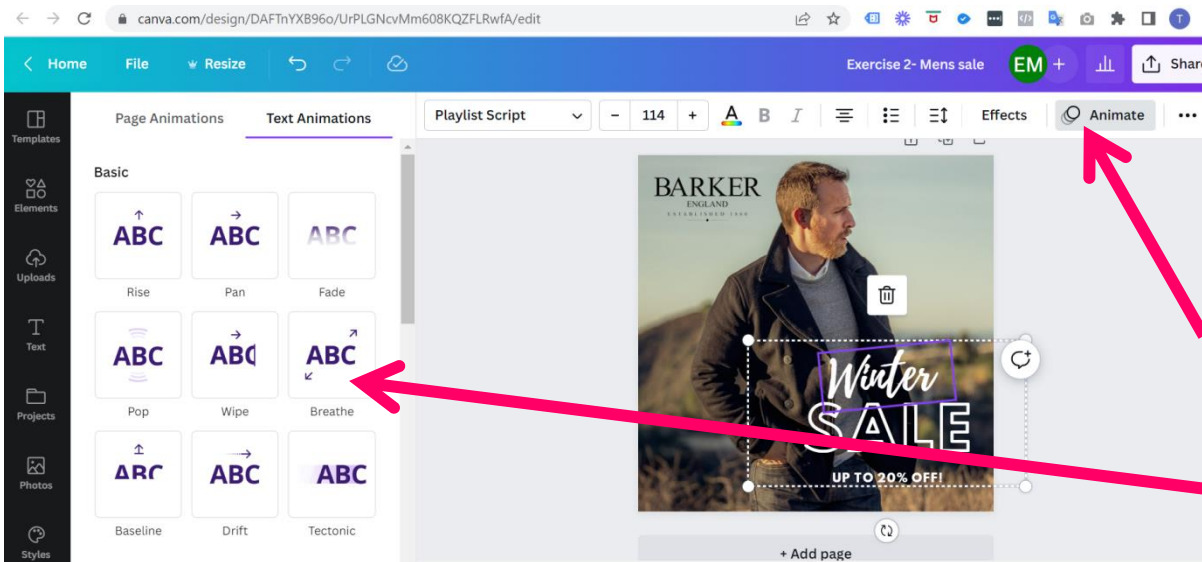 canva.com/design/DAFTnYXB96o/UrPLGNcvMm608KQZFLRwfA/edit
T
Home File Resize Exercise 2- Mens sale EM + Share
Templates
Elements
Uploads
Text
Projects
Photos
Styles
Page Animations Text Animations
Basic
ABC ABC ABC
Rise Pan Fade
ABC ABC ABC
Pop Wipe Breathe
ABC ABC ABC
Baseline Drift Tectonic
Playlist Script - 114 + A B I Effects Animate
BARKER
ENGLAND
ESTABLISHED 1880
Winter
SALE
UP TO 20% OFF!
+ Add page